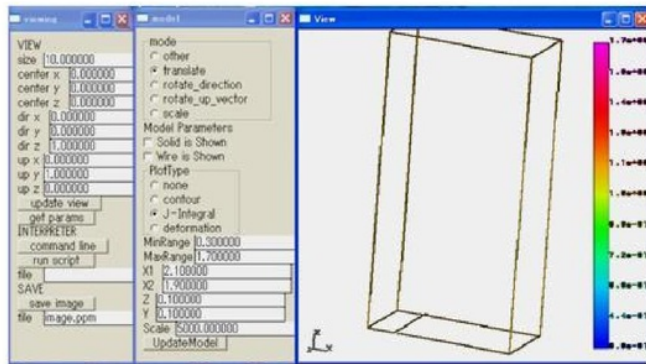 viewing
VIEW
size 10.000000
center x 0.000000
center y 0.000000
center z 0.000000
dir x 0.000000
dir y 0.000000
dir z 1.000000
up x 0.000000
up y 1.000000
up z 0.000000
update view
get params
INTERPRETER
command line
run script
file
SAVE
save image
file image.ppm
model
mode
other
translate
rotate_direction
rotate_up_vector
scale
Model Parameters
Solid is Shown
Wire is Shown
PlotType
none
contour
J-Integral
deformation
MinRange 0.300000
MaxRange 1.700000
X1 2.100000
X2 1.900000
Z 0.100000
Y 0.100000
Scale 5000.000000
UpdateModel
View